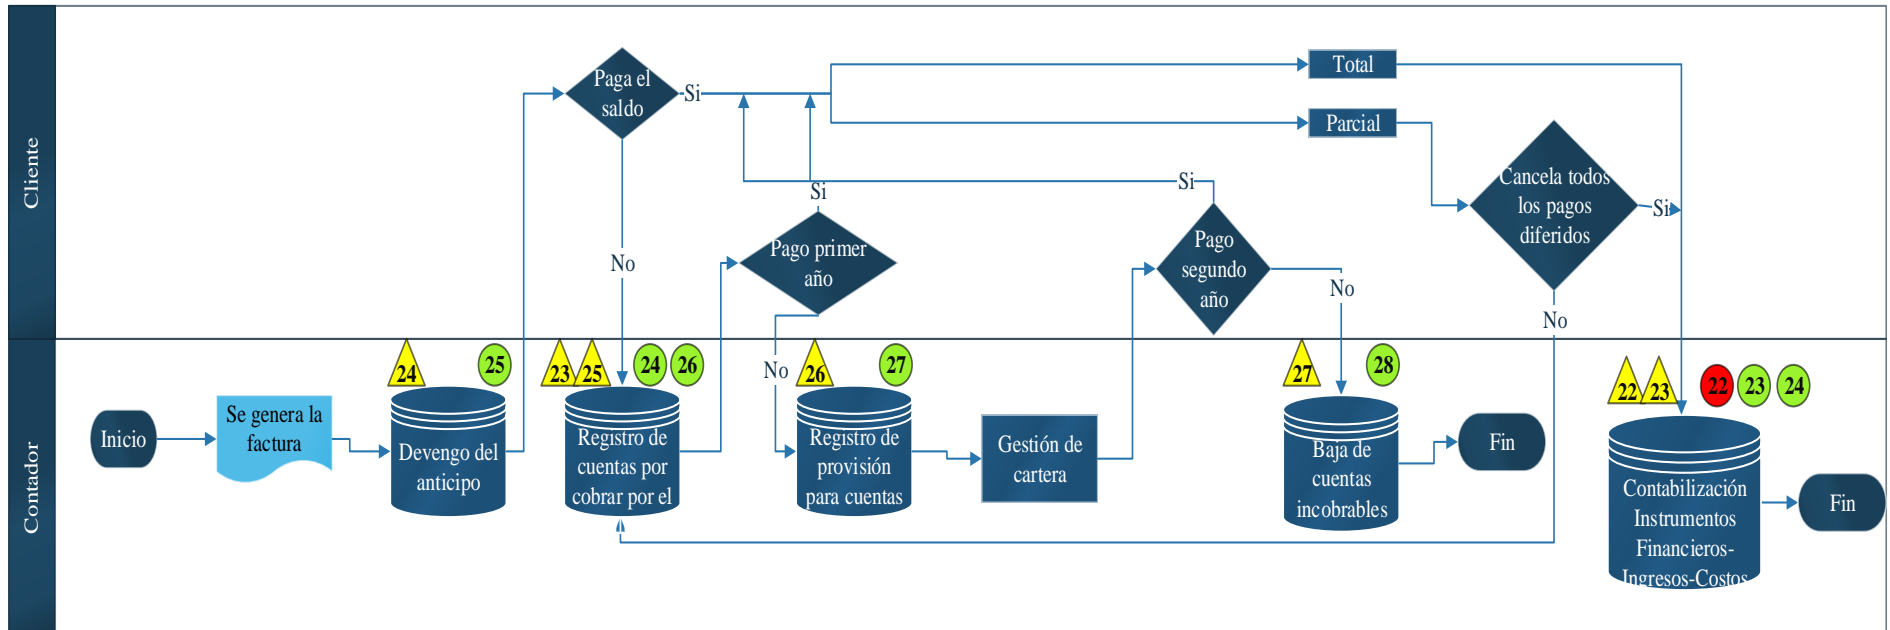 Cliente
Paga el
saldo
Si
Total
Parcial
Cancela todos
los pagos
diferidos
Si
No
Si
Pago primer
año
Si
Pago
segundo
año
No
No
No
Contador
Inicio
Se genera la
factura
24
25
Devengo del
anticipo
23
25
24
26
Registro de
cuentas por
cobrar por el
26
27
Registro de
provisión
para cuentas
Gestión de
cartera
27
28
Baja de
cuentas
incobrables
Fin
22
23
22
23
24
Contabilización
Instrumentos
Financieros-
Ingresos-Costos
Fin